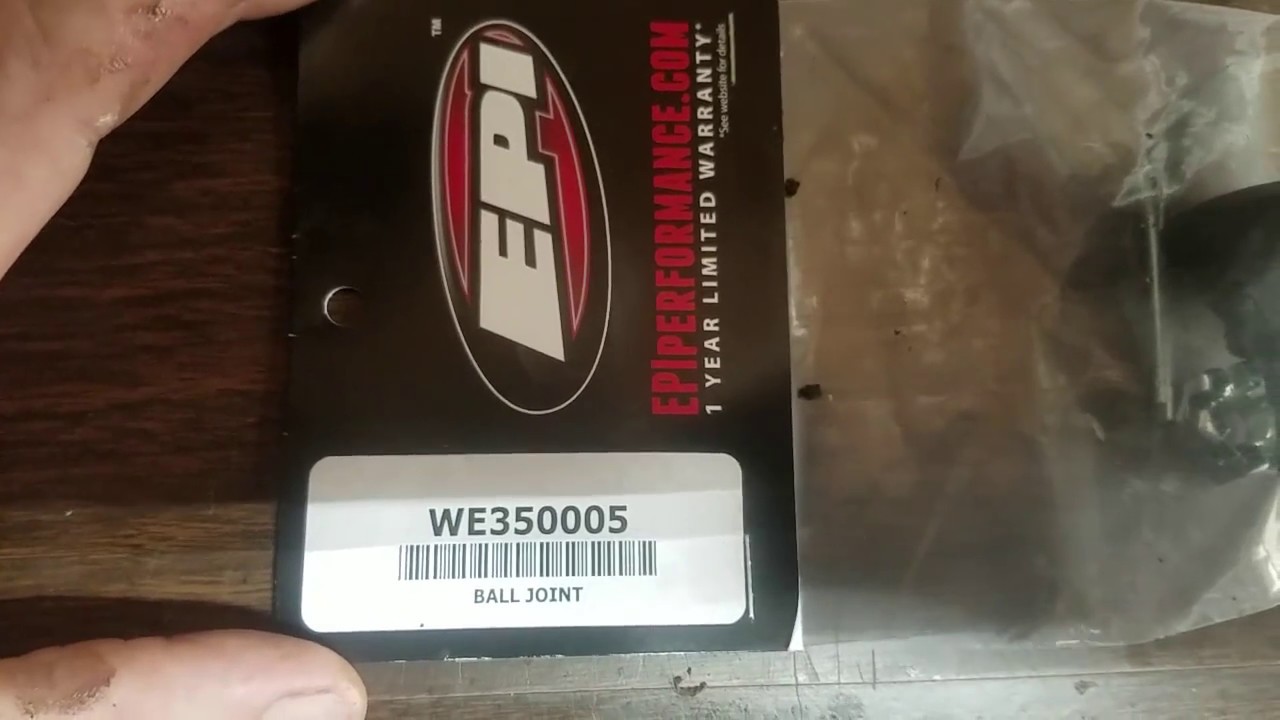 EPI
TM
EPIPERFORMANCE.COM
1 YEAR LIMITED WARRANTY*
*See website for details
WE350005
BALL JOINT